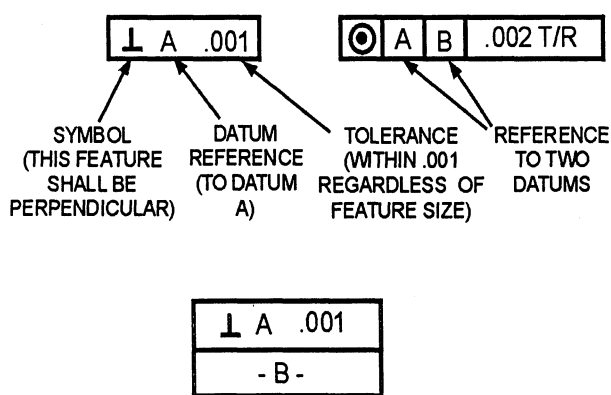 ⊥ A .001
◎ A B .002 T/R
SYMBOL
(THIS FEATURE
SHALL BE
PERPENDICULAR)
DATUM
REFERENCE
(TO DATUM
A)
TOLERANCE
(WITHIN .001
REGARDLESS OF
FEATURE SIZE)
REFERENCE
TO TWO
DATUMS
⊥ A .001
- B -